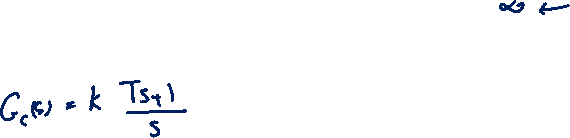 ∞ ←
G_c(s) = k (Ts+1)/s